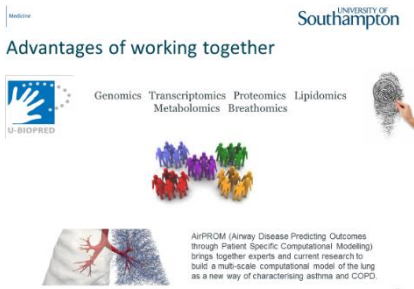 Medicine
UNIVERSITY OF
Southampton
Advantages of working together
Genomics Transcriptomics Proteomics Lipidomics
Metabolomics Breathomics
U-BIOPRED
AirPROM (Airway Disease Predicting Outcomes
through Patient Specific Computational Modelling)
brings together experts and current research to
build a multi-scale computational model of the lung
as a new way of characterising asthma and COPD.